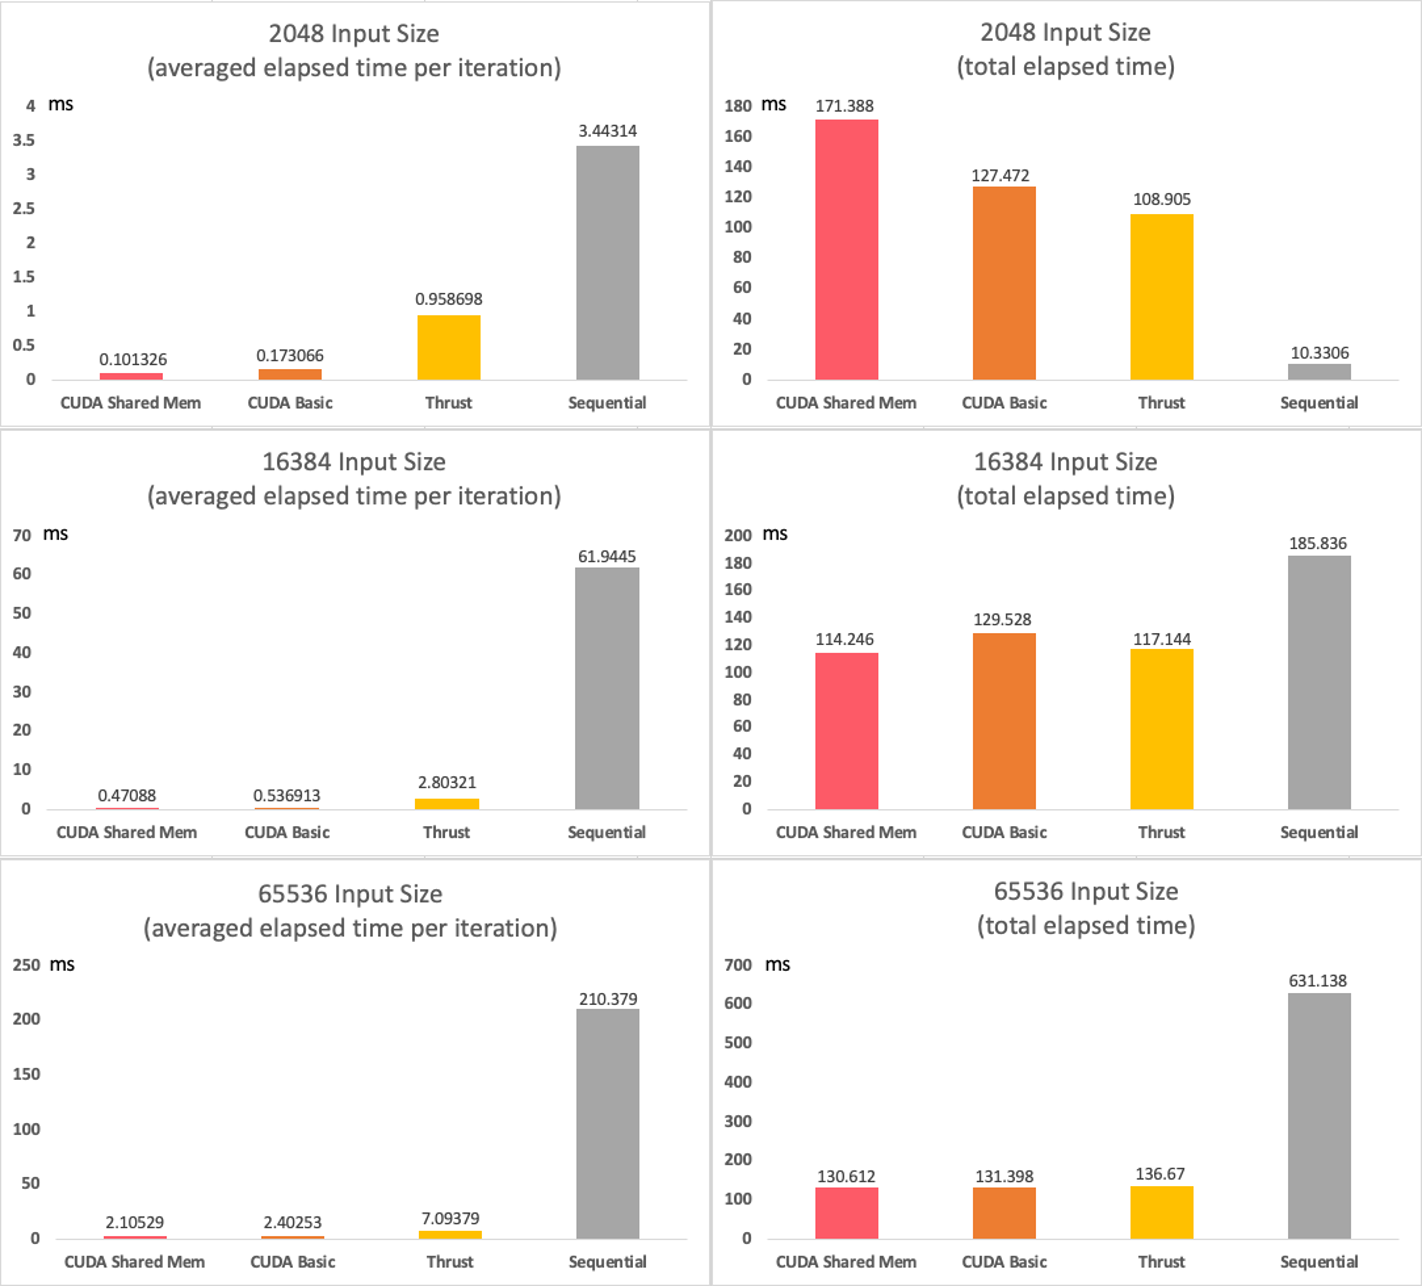 2048 Input Size
(averaged elapsed time per iteration)
ms
4
3.5
3
2.5
2
1.5
1
0.5
0
0.101326
0.173066
0.958698
3.44314
CUDA Shared Mem
CUDA Basic
Thrust
Sequential
2048 Input Size
(total elapsed time)
ms
180
160
140
120
100
80
60
40
20
0
171.388
127.472
108.905
10.3306
CUDA Shared Mem
CUDA Basic
Thrust
Sequential
16384 Input Size
(averaged elapsed time per iteration)
ms
70
60
50
40
30
20
10
0
0.47088
0.536913
2.80321
61.9445
CUDA Shared Mem
CUDA Basic
Thrust
Sequential
16384 Input Size
(total elapsed time)
ms
200
180
160
140
120
100
80
60
40
20
0
114.246
129.528
117.144
185.836
CUDA Shared Mem
CUDA Basic
Thrust
Sequential
65536 Input Size
(averaged elapsed time per iteration)
ms
250
200
150
100
50
0
2.10529
2.40253
7.09379
210.379
CUDA Shared Mem
CUDA Basic
Thrust
Sequential
65536 Input Size
(total elapsed time)
ms
700
600
500
400
300
200
100
0
130.612
131.398
136.67
631.138
CUDA Shared Mem
CUDA Basic
Thrust
Sequential